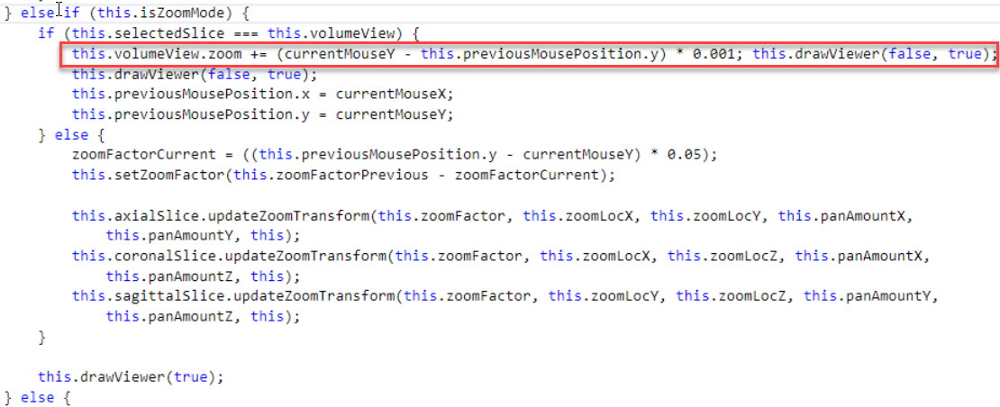 } else if (this.isZoomMode) {
    if (this.selectedSlice === this.volumeView) {
        this.volumeView.zoom += (currentMouseY - this.previousMousePosition.y) * 0.001; this.drawViewer(false, true);
        this.drawViewer(false, true);
        this.previousMousePosition.x = currentMouseX;
        this.previousMousePosition.y = currentMouseY;
    } else {
        zoomFactorCurrent = ((this.previousMousePosition.y - currentMouseY) * 0.05);
        this.setZoomFactor(this.zoomFactorPrevious - zoomFactorCurrent);

        this.axialSlice.updateZoomTransform(this.zoomFactor, this.zoomLocX, this.zoomLocY, this.panAmountX,
            this.panAmountY, this);
        this.coronalSlice.updateZoomTransform(this.zoomFactor, this.zoomLocX, this.zoomLocZ, this.panAmountX,
            this.panAmountZ, this);
        this.sagittalSlice.updateZoomTransform(this.zoomFactor, this.zoomLocY, this.zoomLocZ, this.panAmountY,
            this.panAmountZ, this);
    }

    this.drawViewer(true);
} else {